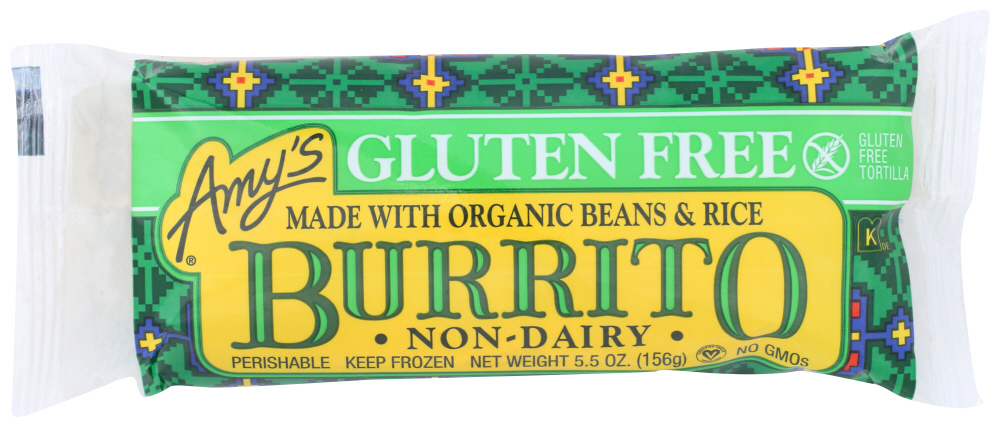 Amy's
®
GLUTEN FREE
GLUTEN
FREE
TORTILLA
MADE WITH ORGANIC BEANS & RICE
K
DE
BURRITO
• NON-DAIRY •
PERISHABLE KEEP FROZEN NET WEIGHT 5.5 OZ. (156g) NO GMOs